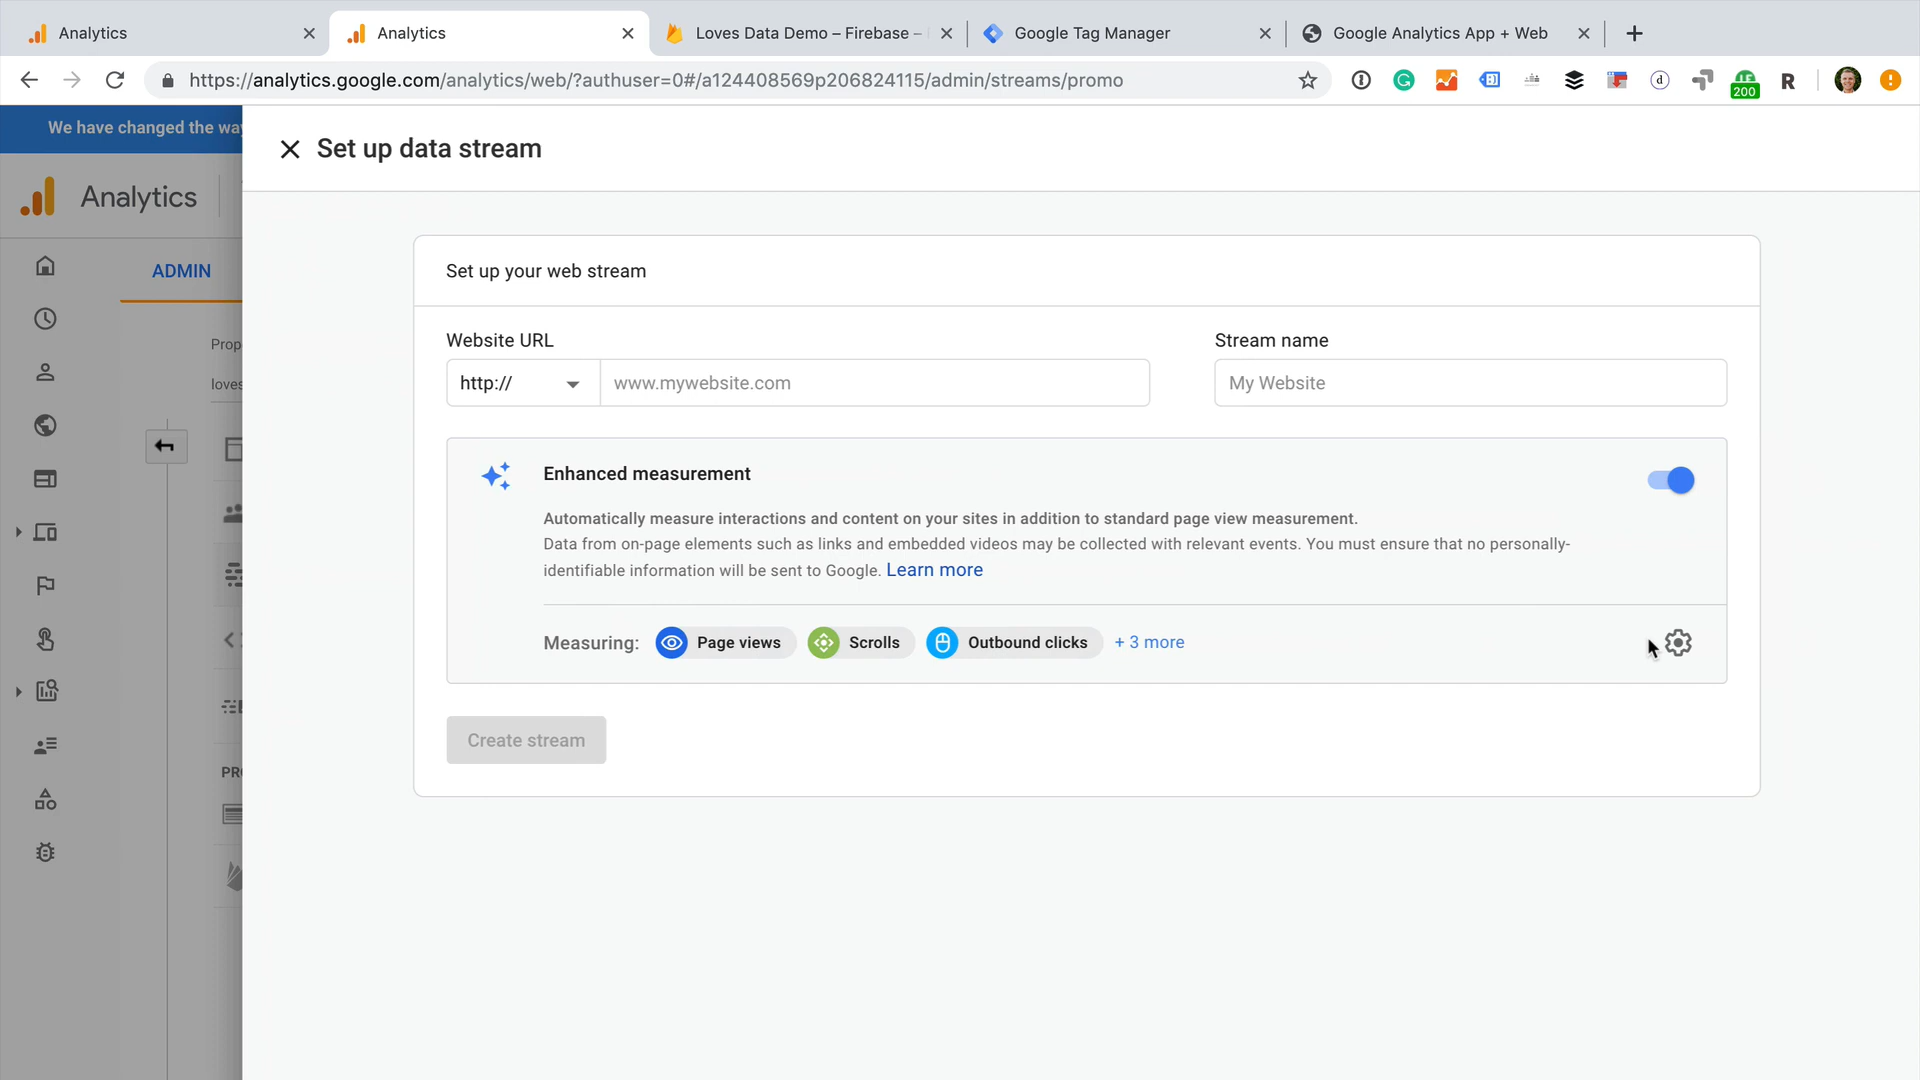 Analytics
Analytics
Loves Data Demo – Firebase –
Google Tag Manager
Google Analytics App + Web
https://analytics.google.com/analytics/web/?authuser=0#/a124408569p206824115/admin/streams/promo
200
R
We have changed the way
Set up data stream
Analytics
ADMIN
Prop
loves
PRO
Set up your web stream
Website URL
Stream name
http://
www.mywebsite.com
My Website
Enhanced measurement
Automatically measure interactions and content on your sites in addition to standard page view measurement.
Data from on-page elements such as links and embedded videos may be collected with relevant events. You must ensure that no personally-
identifiable information will be sent to Google. Learn more
Measuring: Page views Scrolls Outbound clicks + 3 more
Create stream